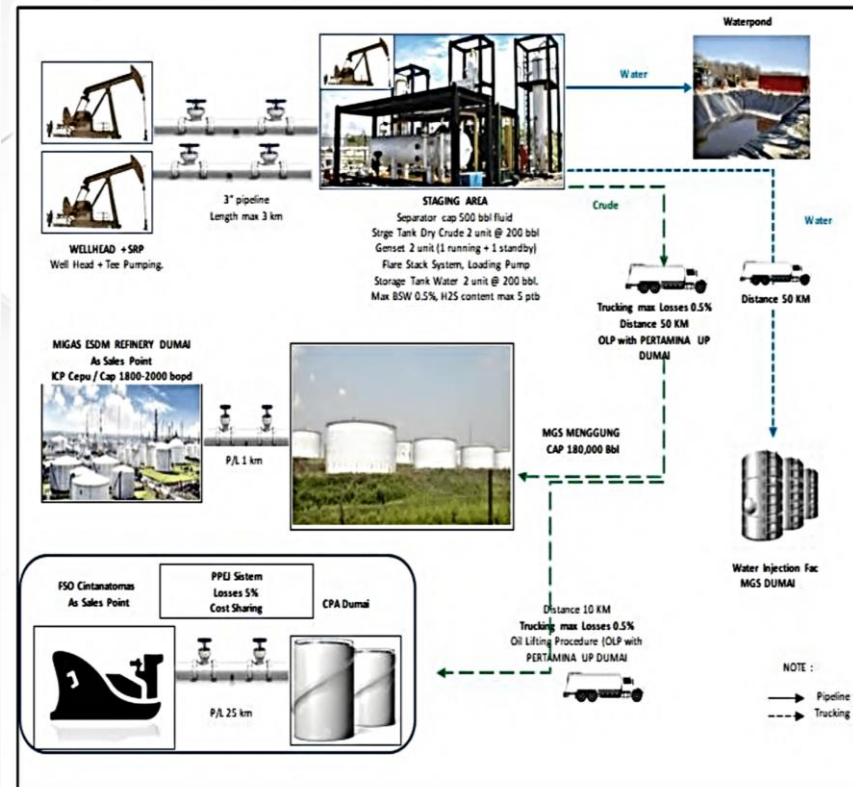 Waterpond
Water
3" pipeline
Length max 3 km
WELLHEAD +SRP
Well Head + Tee Pumping.
STAGING AREA
Separator cap 500 bbl fluid
Strge Tank Dry Crude 2 unit @ 200 bbl
Genset 2 unit (1 running + 1 standby)
Flare Stack System, Loading Pump
Storage Tank Water 2 unit @ 200 bbl.
Max BSW 0.5%, H2S content max 5 ptb
Crude
Water
Trucking max Losses 0.5%
Distance 50 KM
OLP with PERTAMINA UP
DUMAI
Distance 50 KM
MIGAS ESDM REFINERY DUMAI
As Sales Point
ICP Cepu / Cap 1800-2000 bopd
P/L 1 km
MGS MENGGUNG
CAP 180,000 Bbl
Water Injection Fac
MGS DUMAI
FSO Cintanatomas
As Sales Point
PPEJ Sistem
Losses 5%
Cost Sharing
CPA Dumai
P/L 25 km
Distance 10 KM
Trucking max Losses 0.5%
Oil Lifting Procedure (OLP with
PERTAMINA UP DUMAI
NOTE :
Pipeline
Trucking